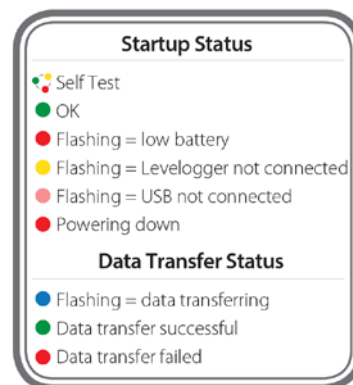 Startup Status
Self Test
OK
Flashing = low battery
Flashing = Levelogger not connected
Flashing = USB not connected
Powering down
Data Transfer Status
Flashing = data transferring
Data transfer successful
Data transfer failed